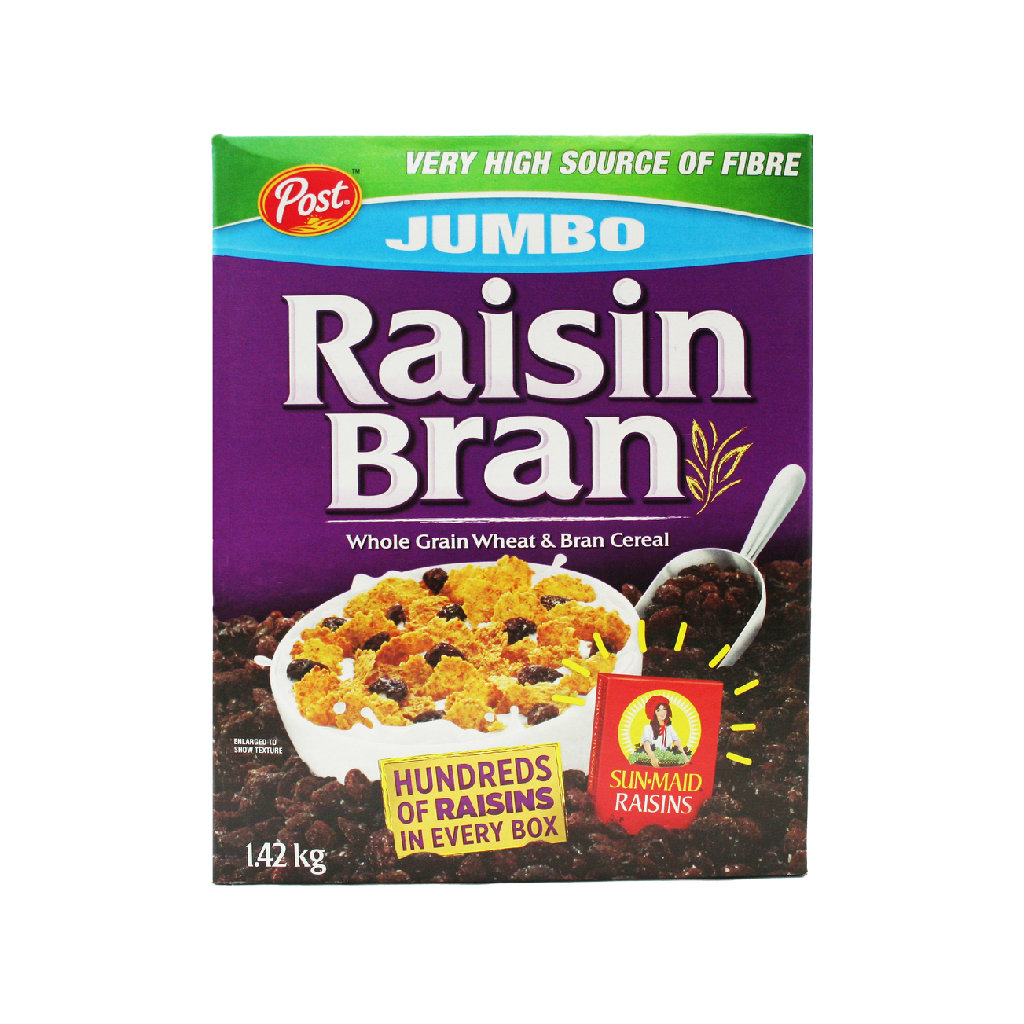 VERY HIGH SOURCE OF FIBRE
Post™
JUMBO
Raisin
Bran
Whole Grain Wheat & Bran Cereal
ENLARGED TO
SHOW TEXTURE
HUNDREDS
OF RAISINS
IN EVERY BOX
SUN·MAID
RAISINS
1.42 kg